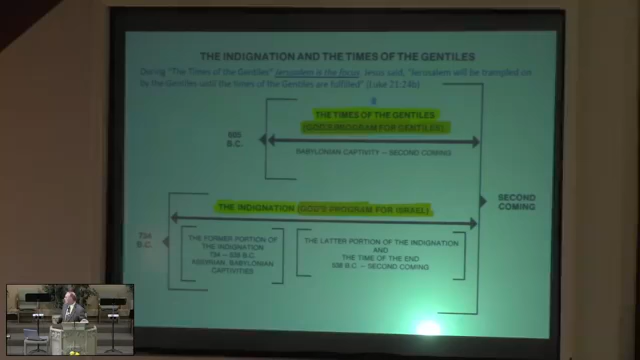 THE INDIGNATION AND THE TIMES OF THE GENTILES
During "The Times of the Gentiles" Jerusalem is the focus. Jesus said, "Jerusalem will be trampled on
by the Gentiles until the times of the Gentiles are fulfilled" (Luke 21:24b)
THE TIMES OF THE GENTILES
(GOD'S PROGRAM FOR GENTILES)
B.C.
BABYLONIAN CAPTIVITY – SECOND COMING
SECOND
COMING
THE INDIGNATION (GOD'S PROGRAM FOR ISRAEL)
734
B.C.
THE FORMER PORTION OF
THE INDIGNATION
734 – 538 B.C.
BABYLONIAN
CAPTIVITIES
THE LATTER PORTION OF THE INDIGNATION
AND
THE TIME OF THE END
538 B.C. – SECOND COMING